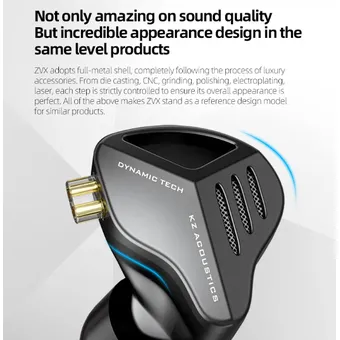 Not only amazing on sound quality
But incredible appearance design in the
same level products
ZVX adopts full-metal shell, completely following the process of luxury
accessories. From die casting, CNC, grinding, polishing, electroplating,
laser, each step is strictly controlled to ensure its overall appearance is
perfect. All of the above makes ZVX stand as a reference design model
for similar products.
DYNAMIC TECH
KZ ACOUSTICS